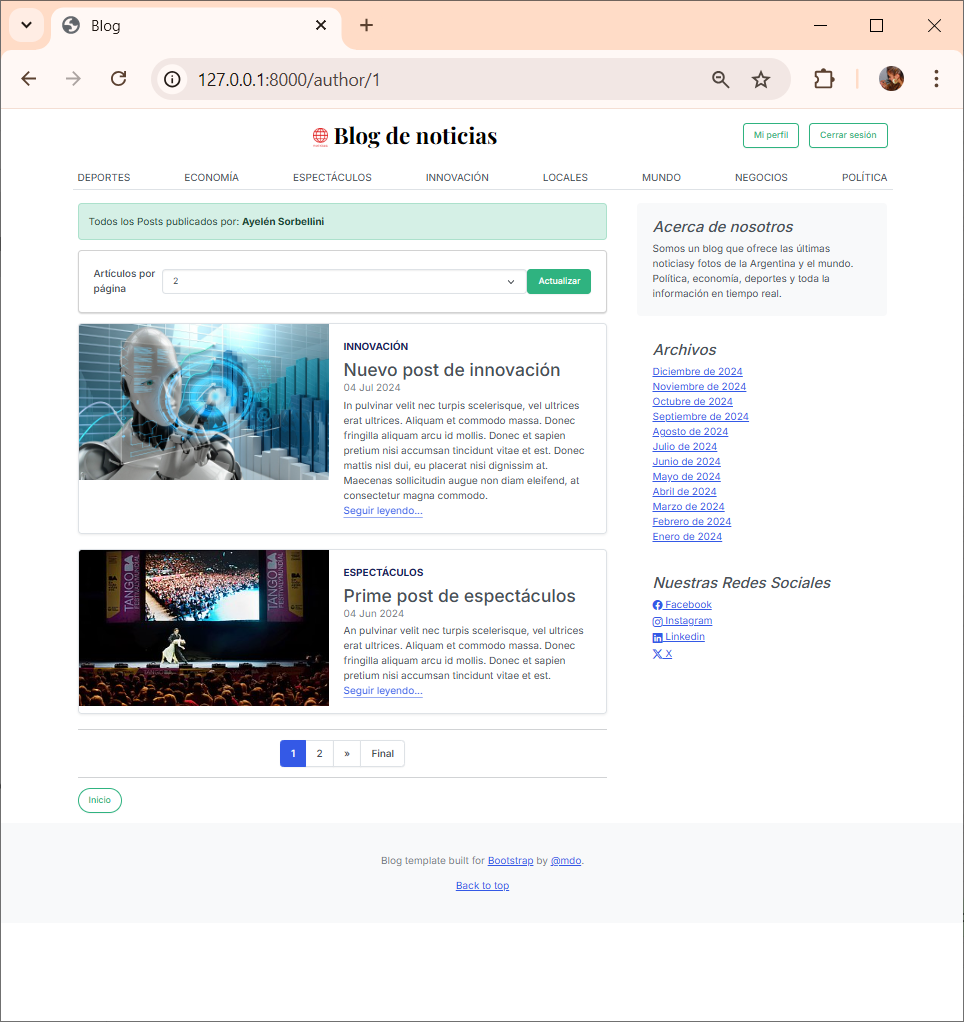 Blog
127.0.0.1:8000/author/1
Blog de noticias
Mi perfil
Cerrar sesión
DEPORTES ECONOMÍA ESPECTÁCULOS INNOVACIÓN LOCALES MUNDO NEGOCIOS POLÍTICA
Todos los Posts publicados por: Ayelén Sorbellini
Artículos por
página
2
Actualizar
INNOVACIÓN
Nuevo post de innovación
04 Jul 2024
In pulvinar velit nec turpis scelerisque, vel ultrices
erat ultrices. Aliquam et commodo massa. Donec
fringilla aliquam arcu id mollis. Donec et sapien
pretium nisi accumsan tincidunt vitae et est. Donec
mattis nisl dui, eu placerat nisi dignissim at.
Maecenas sollicitudin augue non diam eleifend, at
consectetur magna commodo.
Seguir leyendo...
TANGO BA
TANGO BA
ESPECTÁCULOS
Prime post de espectáculos
04 Jun 2024
An pulvinar velit nec turpis scelerisque, vel ultrices
erat ultrices. Aliquam et commodo massa. Donec
fringilla aliquam arcu id mollis. Donec et sapien
pretium nisi accumsan tincidunt vitae et est.
Seguir leyendo...
1 2 » Final
Inicio
Acerca de nosotros
Somos un blog que ofrece las últimas
noticiasy fotos de la Argentina y el mundo.
Política, economía, deportes y toda la
información en tiempo real.
Archivos
Diciembre de 2024
Noviembre de 2024
Octubre de 2024
Septiembre de 2024
Agosto de 2024
Julio de 2024
Junio de 2024
Mayo de 2024
Abril de 2024
Marzo de 2024
Febrero de 2024
Enero de 2024
Nuestras Redes Sociales
Facebook
Instagram
Linkedin
X
Blog template built for Bootstrap by @mdo.
Back to top